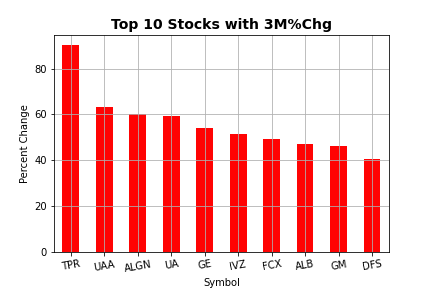 Top 10 Stocks with 3M%Chg
Percent Change
80
60
40
20
0
TPR UAA ALGN UA GE IVZ FCX ALB GM DFS
Symbol